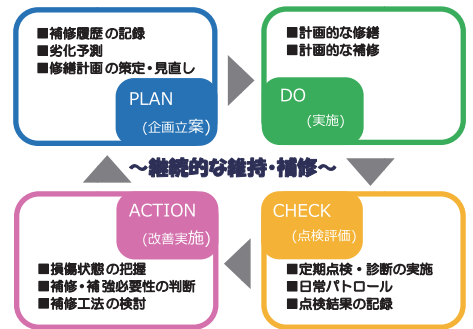 ■補修履歴の記録
■劣化予測
■修繕計画の策定・見直し
PLAN
(企画立案)
■計画的な修繕
■計画的な補修
DO
(実施)
～継続的な維持・補修～
ACTION
(改善実施)
■損傷状態の把握
■補修・補強必要性の判断
■補修工法の検討
CHECK
(点検評価)
■定期点検・診断の実施
■日常パトロール
■点検結果の記録